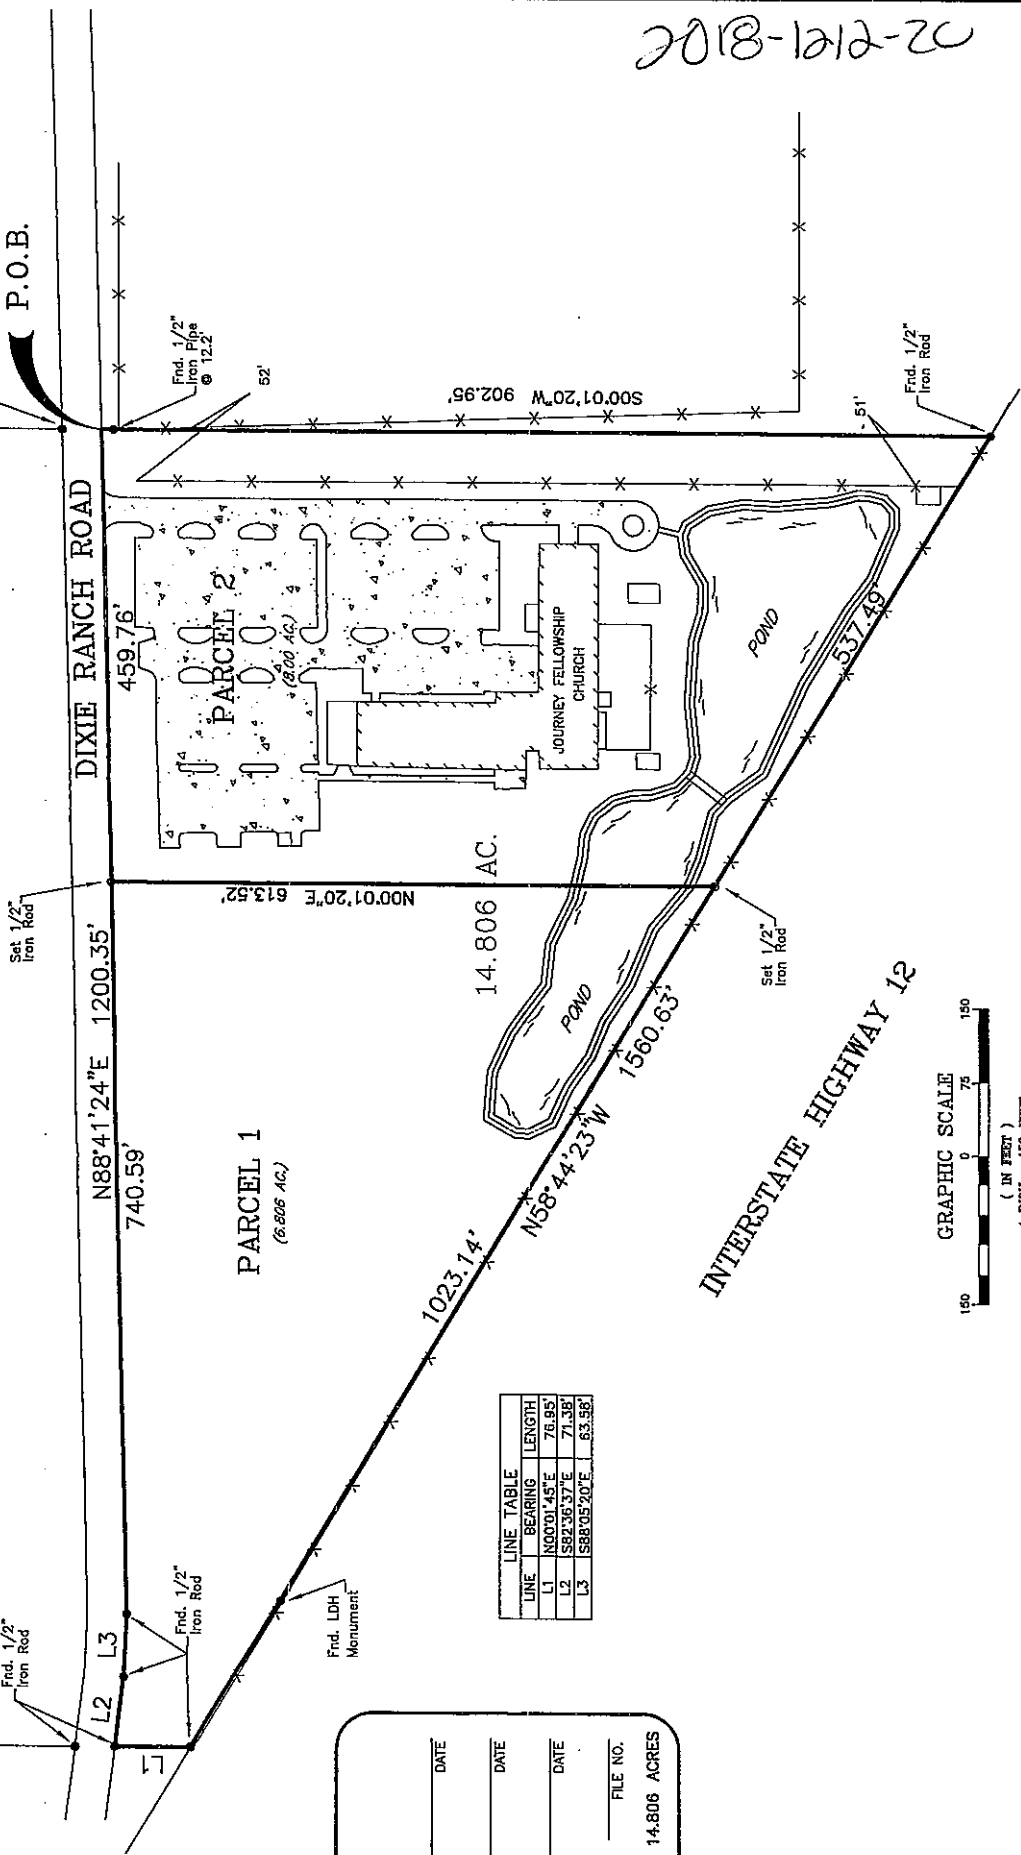 2018-1212-ZC
P.O.B.
DIXIE RANCH ROAD
Fnd. 1/2"
Iron Rod
L2
L3
L1
Fnd. 1/2"
Iron Rod
N88°41'24"E 1200.35'
740.59'
Set 1/2"
Iron Rod
459.76'
Fnd. 1/2"
Iron Pipe
@ 12.2'
52'
PARCEL 2
(8.00 AC.)
PARCEL 1
(6.806 AC.)
N00°01'20"E 613.52'
S00°01'20"W 902.95'
JOURNEY FELLOWSHIP
CHURCH
14.806 AC.
POND
POND
51'
Fnd. 1/2"
Iron Rod
Fnd. LDH
Monument
1023.14'
N58°44'23"W
1560.63'
537.49'
Set 1/2"
Iron Rod
INTERSTATE HIGHWAY 12
LINE TABLE
LINE BEARING LENGTH
L1 N00°01'45"E 76.95'
L2 S82°36'37"E 71.38'
L3 S88°05'20"E 63.58'
GRAPHIC SCALE
150 0 75 150
( IN FEET )
DATE
DATE
DATE
FILE NO.
14.806 ACRES